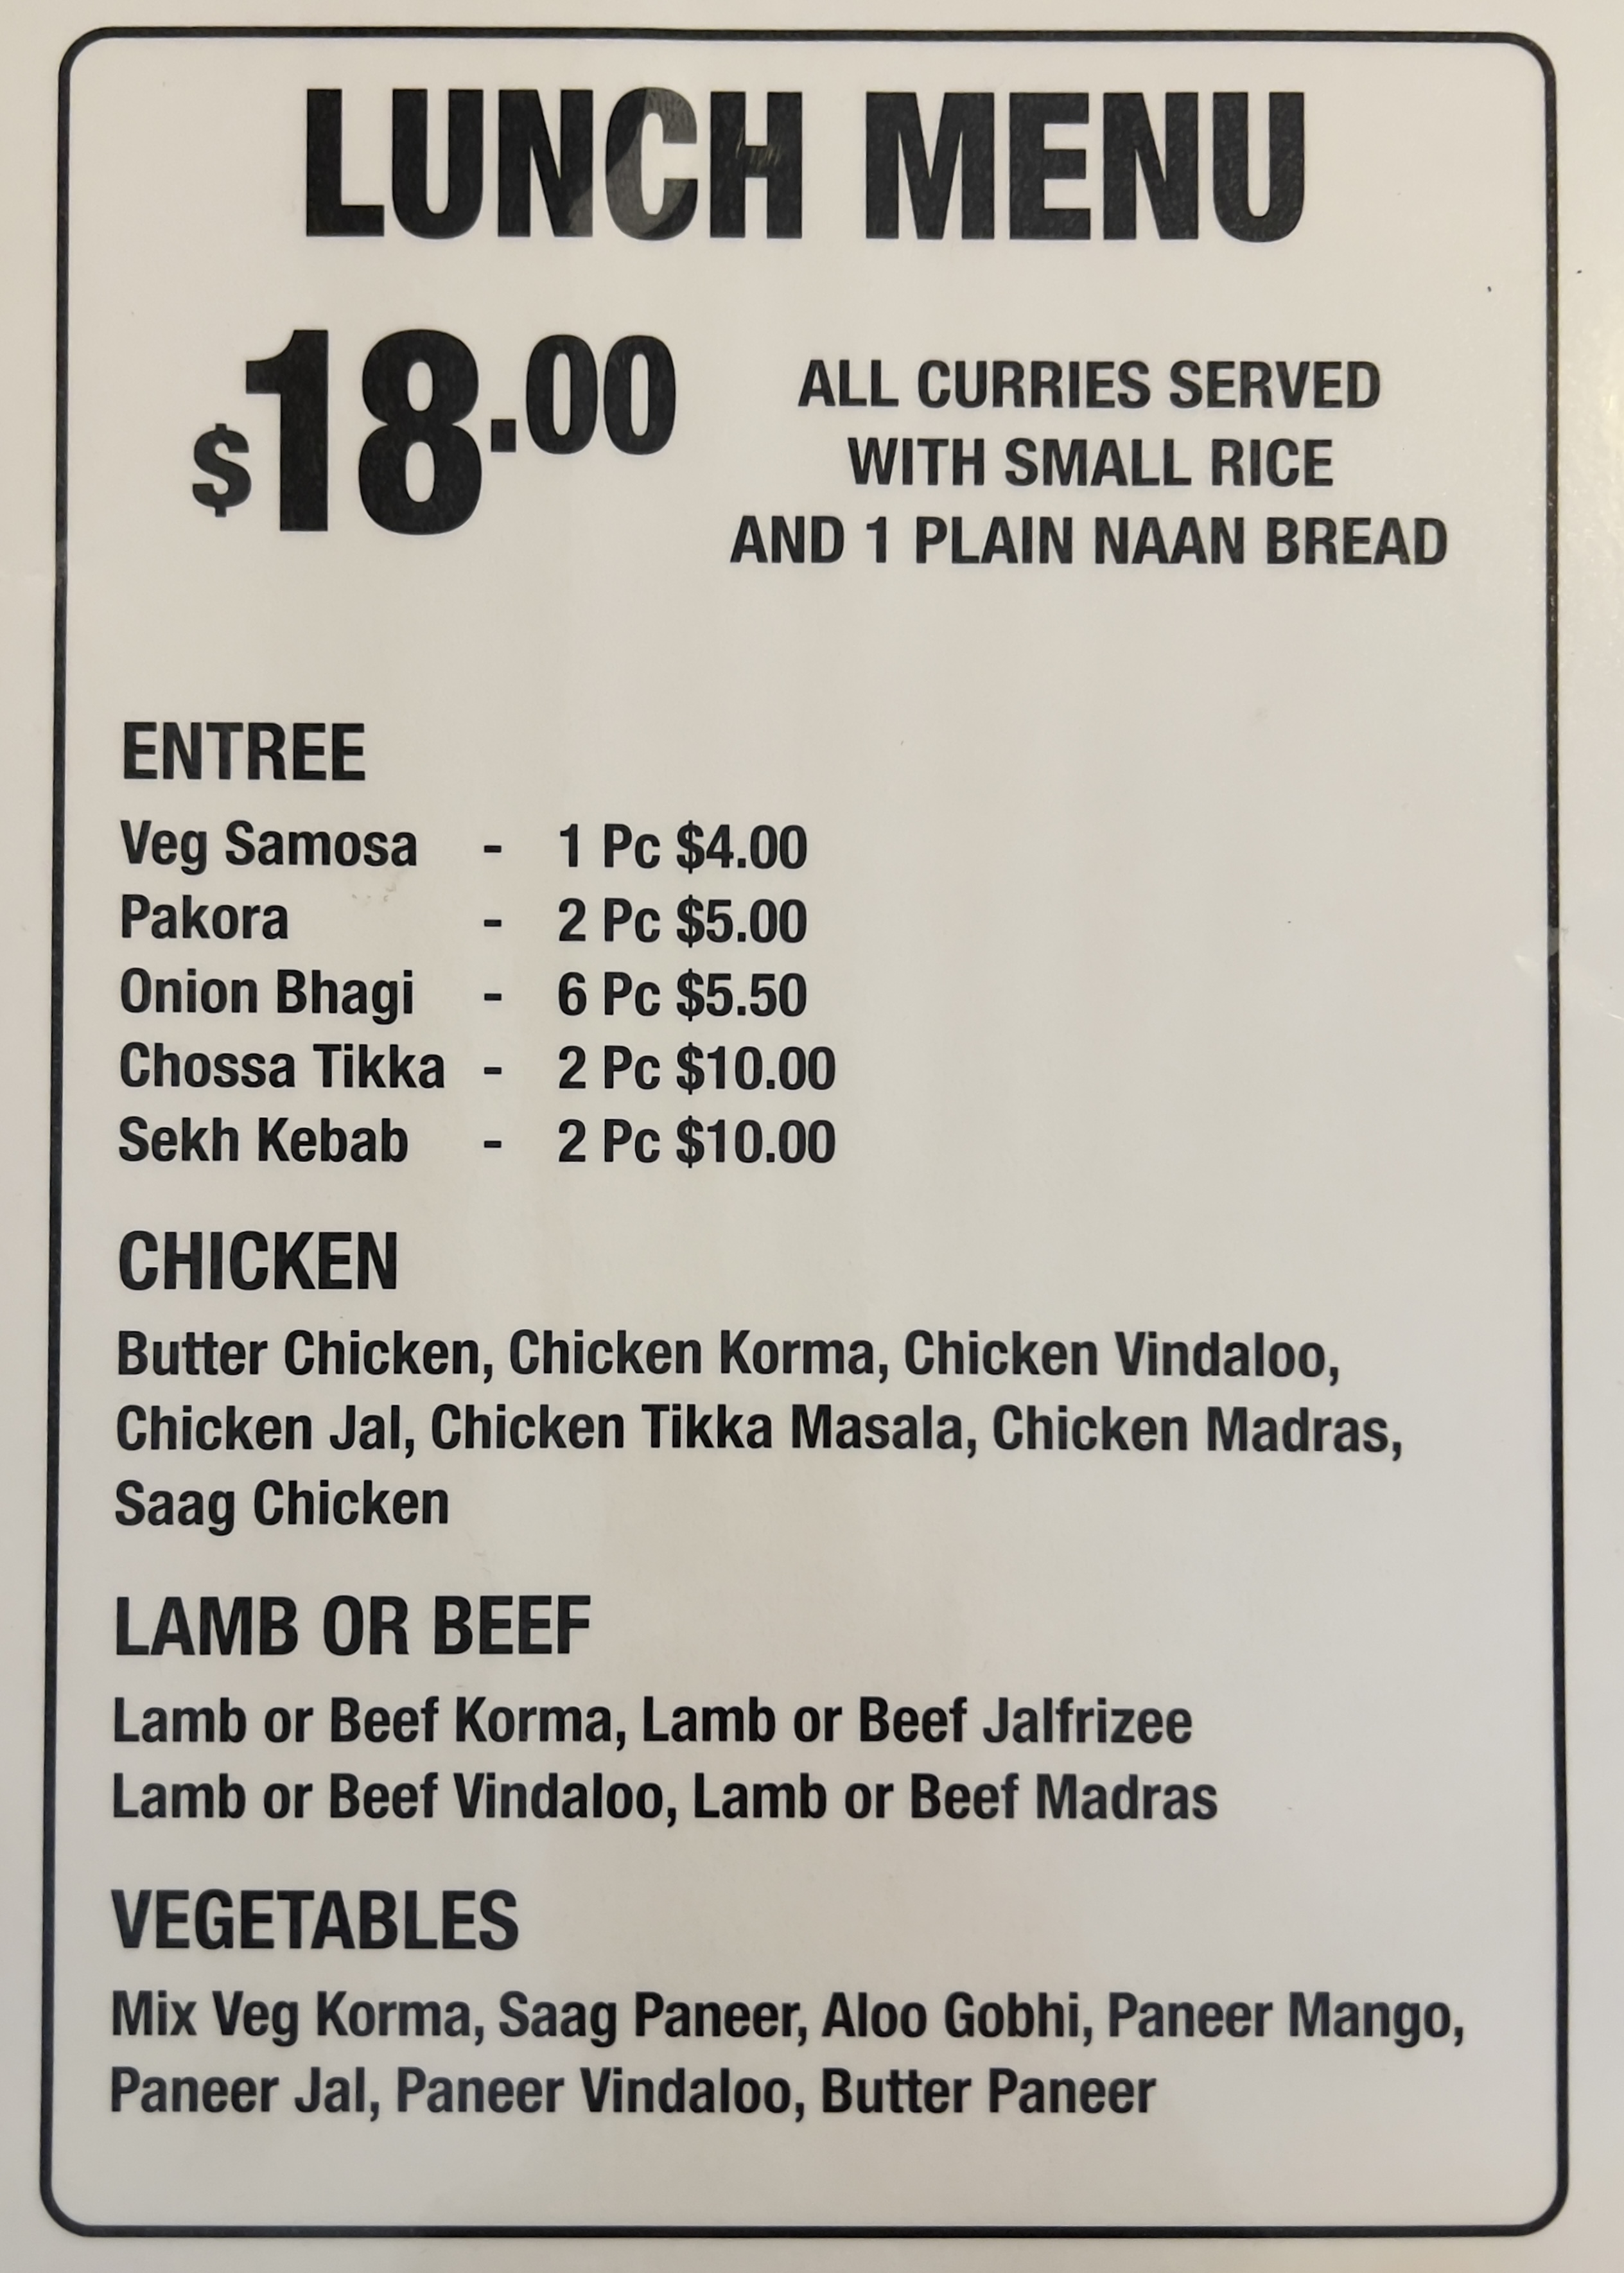 LUNCH MENU
$18.00
ALL CURRIES SERVED
WITH SMALL RICE
AND 1 PLAIN NAAN BREAD
ENTREE
Veg Samosa - 1 Pc $4.00
Pakora - 2 Pc $5.00
Onion Bhagi - 6 Pc $5.50
Chossa Tikka - 2 Pc $10.00
Sekh Kebab - 2 Pc $10.00
CHICKEN
Butter Chicken, Chicken Korma, Chicken Vindaloo,
Chicken Jal, Chicken Tikka Masala, Chicken Madras,
Saag Chicken
LAMB OR BEEF
Lamb or Beef Korma, Lamb or Beef Jalfrizee
Lamb or Beef Vindaloo, Lamb or Beef Madras
VEGETABLES
Mix Veg Korma, Saag Paneer, Aloo Gobhi, Paneer Mango,
Paneer Jal, Paneer Vindaloo, Butter Paneer